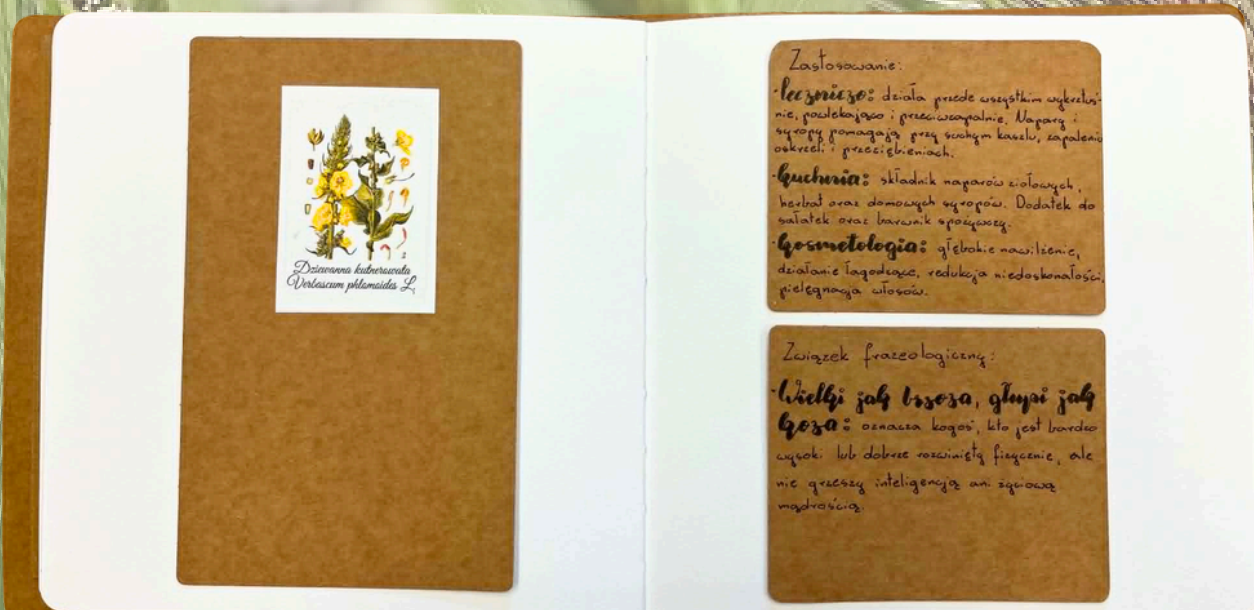 Dziewanna kutnerowata
Verbascum phlomoides L.
Zastosowanie:
·leczniczo: działa przede wszystkim wykrztuś-
nie, powlekająco i przeciwzapalnie. Napary i
syropy pomagają przy suchym kaszlu, zapaleniu
oskrzeli i przeziębieniach.
·kuchnia: składnik naparów ziołowych,
herbat oraz domowych syropów. Dodatek do
sałatek oraz barwnik spożywczy.
·kosmetologia: głębokie nawilżenie,
działanie łagodzące, redukcja niedoskonałości,
pielęgnacja włosów.
Związek frazeologiczny:
·Wielki jak brzoza, głupi jak
koza: oznacza kogoś, kto jest bardzo
wysoki lub dobrze rozwinięty fizycznie, ale
nie grzeszy inteligencją ani życiową
mądrością.